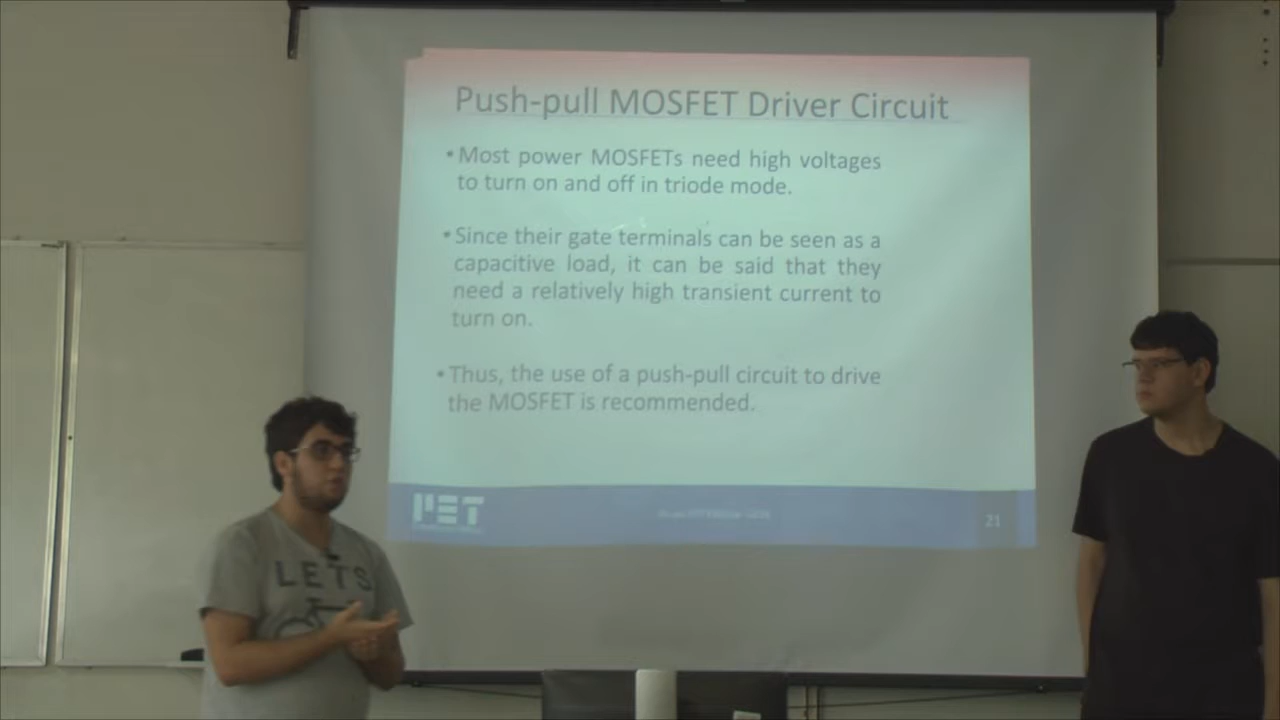 Push-pull MOSFET Driver Circuit
• Most power MOSFETs need high voltages
to turn on and off in triode mode.
• Since their gate terminals can be seen as a
capacitive load, it can be said that they
need a relatively high transient current to
turn on.
• Thus, the use of a push-pull circuit to drive
the MOSFET is recommended.
PET
21
LETS